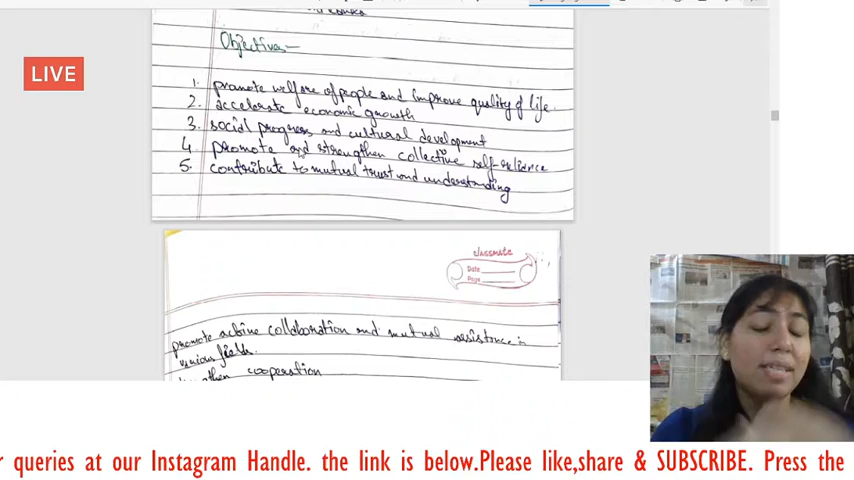 LIVE
Objectives -
1. promote welfare of people and improve quality of life.
2. accelerate economic growth
3. social progress and cultural development
4. promote and strengthen collective self-reliance
5. contribute to mutual trust and understanding
classmate
Date
Page
promote active collaboration and mutual assistance in
various fields.
cooperation
r queries at our Instagram Handle. the link is below.Please like,share & SUBSCRIBE. Press the